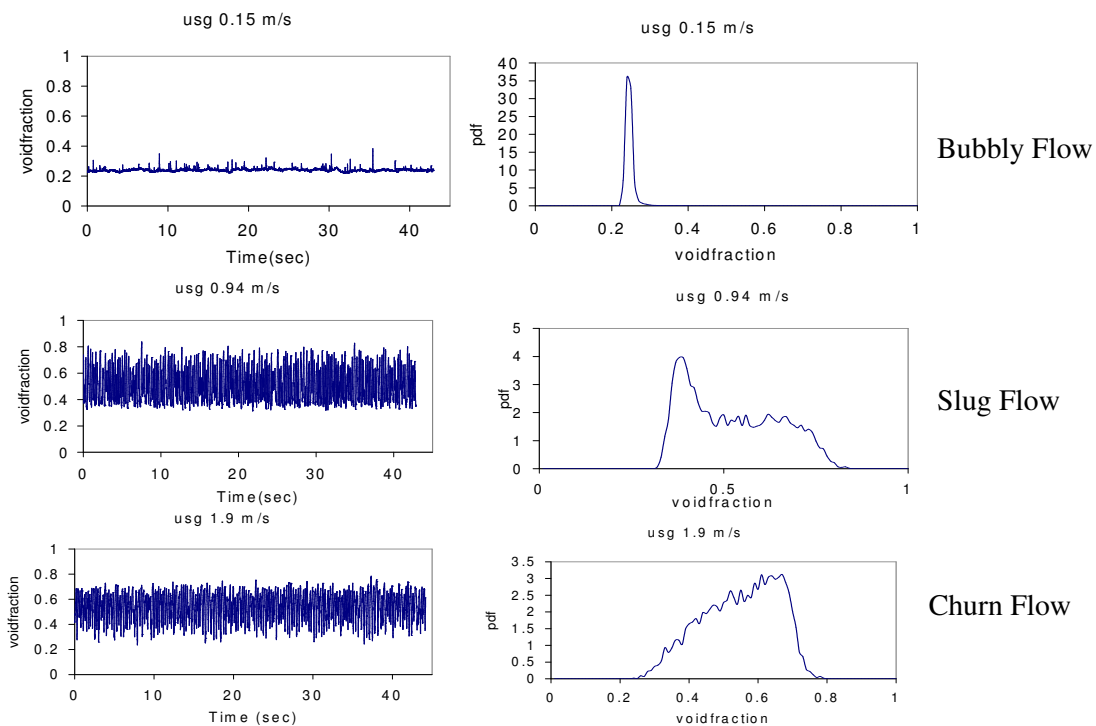 usg 0.15 m/s
voidfraction
1
0.8
0.6
0.4
0.2
0
0 10 20 30 40
Time(sec)
usg 0.15 m/s
pdf
40
35
30
25
20
15
10
5
0
0 0.2 0.4 0.6 0.8 1
voidfraction
Bubbly Flow
usg 0.94 m/s
voidfraction
1
0.8
0.6
0.4
0.2
0
0 10 20 30 40
Time(sec)
usg 0.94 m/s
pdf
5
4
3
2
1
0
0 0.5 1
voidfraction
Slug Flow
usg 1.9 m/s
voidfraction
1
0.8
0.6
0.4
0.2
0
0 10 20 30 40
Time (sec)
usg 1.9 m/s
pdf
3.5
3
2.5
2
1.5
1
0.5
0
0 0.2 0.4 0.6 0.8 1
voidfraction
Churn Flow